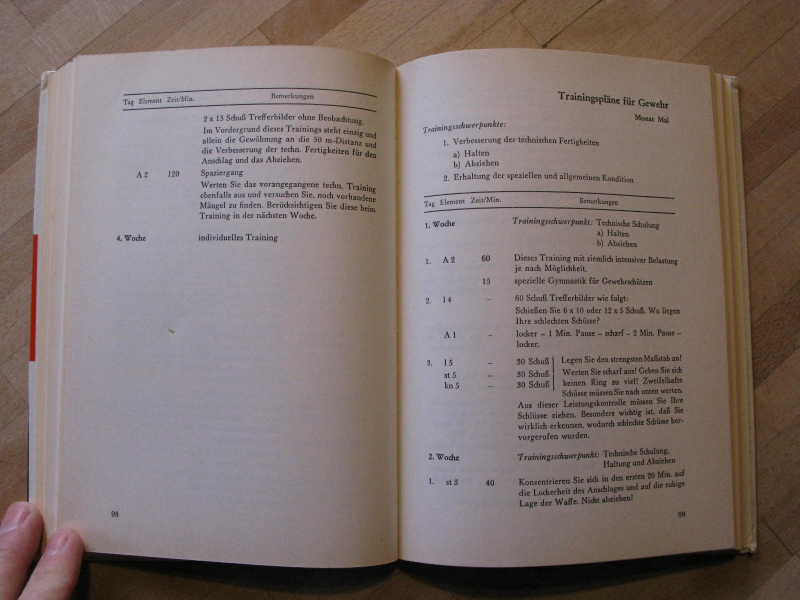 Tag Element Zeit/Min. Bemerkungen
2 x 15 Schuß Trefferbilder ohne Beobachtung.
Im Vordergrund dieses Trainings steht einzig und
allein die Gewöhnung an die 50 m-Distanz und
die Verbesserung der techn. Fertigkeiten für den
Anschlag und das Abziehen.
A 2 120 Spaziergang
Werten Sie das vorangegangene techn. Training
ebenfalls aus und versuchen Sie, noch vorhandene
Mängel zu finden. Berücksichtigen Sie diese beim
Training in der nächsten Woche.
4. Woche individuelles Training
98
Trainingspläne für Gewehr
Monat Mai
Trainingsschwerpunkte:
1. Verbesserung der technischen Fertigkeiten
a) Halten
b) Abziehen
2. Erhaltung der speziellen und allgemeinen Kondition
Tag Element Zeit/Min. Bemerkungen
1. Woche Trainingsschwerpunkt: Technische Schulung
a) Halten
b) Abziehen
1. A 2 60 Dieses Training mit ziemlich intensiver Belastung
je nach Möglichkeit.
15 spezielle Gymnastik für Gewehrschützen
2. l 4 – 60 Schuß Trefferbilder wie folgt:
Schießen Sie 6 x 10 oder 12 x 5 Schuß. Wo liegen
Ihre schlechten Schüsse?
A 1 – locker – 1 Min. Pause – scharf – 2 Min. Pause –
locker.
3. l 5 – 30 Schuß Legen Sie den strengsten Maßstab an!
st 5 – 30 Schuß Werten Sie scharf aus! Geben Sie sich
kn 5 – 30 Schuß keinen Ring zu viel! Zweifelhafte
Schüsse müssen Sie nach unten werten.
Aus dieser Leistungskontrolle müssen Sie Ihre
Schlüsse ziehen. Besonders wichtig ist, daß Sie
wirklich erkennen, wodurch schlechte Schüsse her-
vorgerufen wurden.
2. Woche Trainingsschwerpunkt: Technische Schulung,
Haltung und Abziehen
1. st 3 40 Konzentrieren Sie sich in den ersten 20 Min. auf
die Lockerheit des Anschlages und auf die ruhige
Lage der Waffe. Nicht abziehen!
99